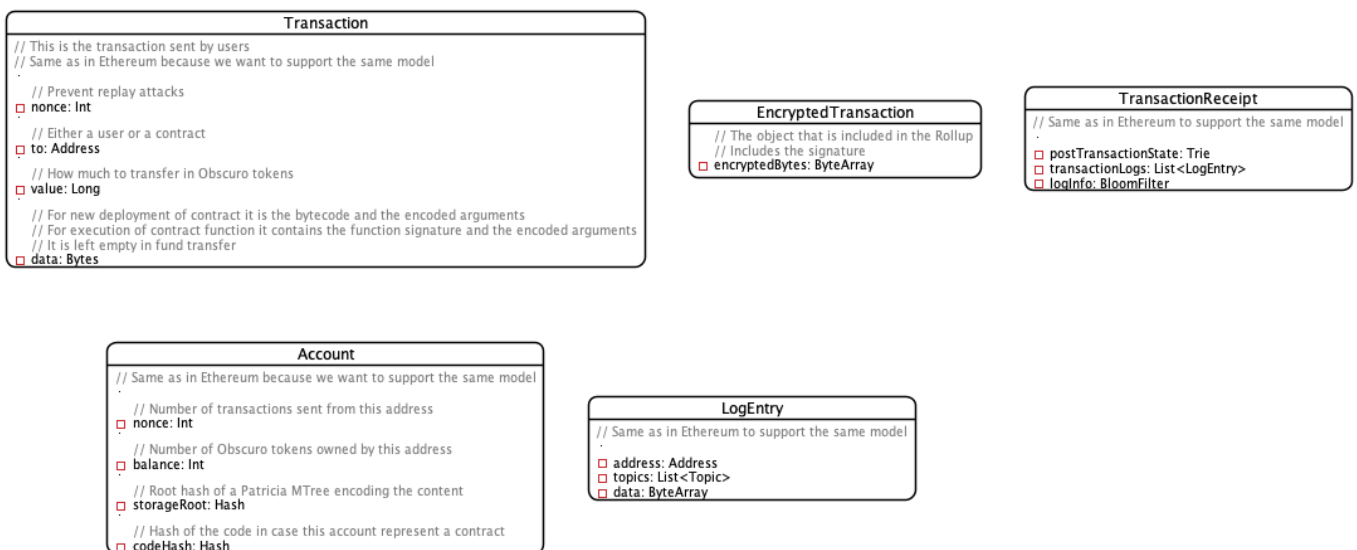 Transaction
// This is the transaction sent by users
// Same as in Ethereum because we want to support the same model
.
// Prevent replay attacks
nonce: Int
.
// Either a user or a contract
to: Address
.
// How much to transfer in Obscuro tokens
value: Long
.
// For new deployment of contract it is the bytecode and the encoded arguments
// For execution of contract function it contains the function signature and the encoded arguments
// It is left empty in fund transfer
data: Bytes
EncryptedTransaction
// The object that is included in the Rollup
// Includes the signature
encryptedBytes: ByteArray
TransactionReceipt
// Same as in Ethereum to support the same model
.
postTransactionState: Trie
transactionLogs: List<LogEntry>
logInfo: BloomFilter
Account
// Same as in Ethereum because we want to support the same model
.
// Number of transactions sent from this address
nonce: Int
.
// Number of Obscuro tokens owned by this address
balance: Int
.
// Root hash of a Patricia MTree encoding the content
storageRoot: Hash
.
// Hash of the code in case this account represent a contract
codeHash: Hash
LogEntry
// Same as in Ethereum to support the same model
.
address: Address
topics: List<Topic>
data: ByteArray